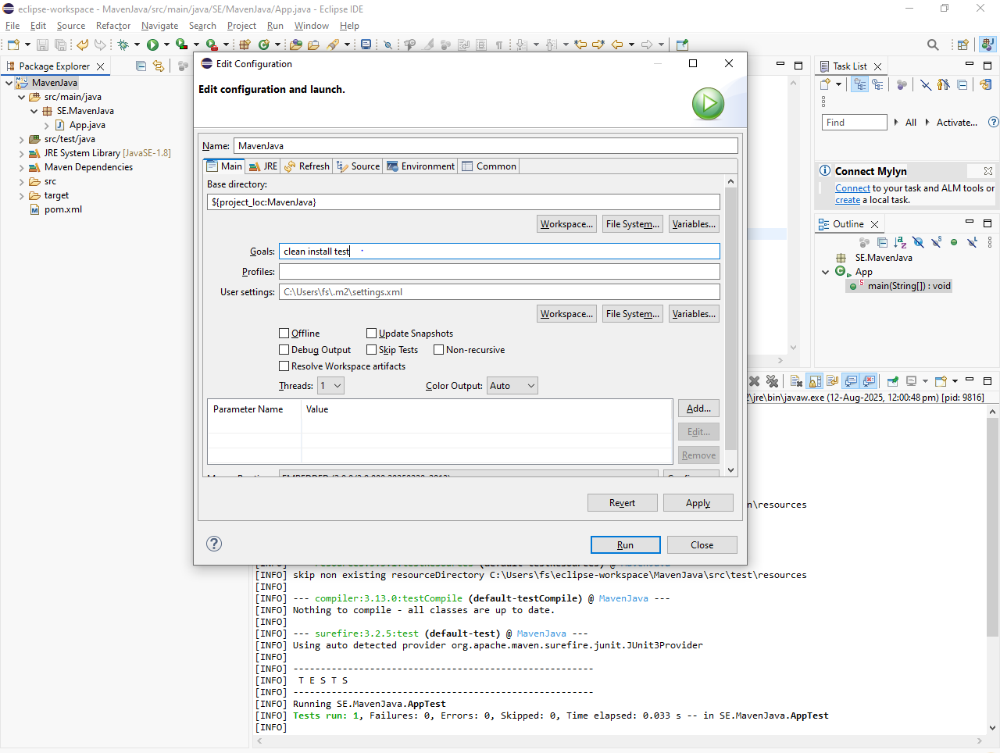 eclipse-workspace - MavenJava/src/main/java/SE/MavenJava/App.java - Eclipse IDE
File Edit Source Refactor Navigate Search Project Run Window Help
Package Explorer
MavenJava
src/main/java
SE.MavenJava
App.java
src/test/java
JRE System Library [JavaSE-1.8]
Maven Dependencies
src
target
pom.xml
Edit Configuration
Edit configuration and launch.
Name: MavenJava
Main JRE Refresh Source Environment Common
Base directory:
${project_loc:MavenJava}
Workspace... File System... Variables...
Goals: clean install test
Profiles:
User settings: C:\Users\fs\.m2\settings.xml
Workspace... File System... Variables...
Offline Update Snapshots
Debug Output Skip Tests Non-recursive
Resolve Workspace artifacts
Threads: 1 Color Output: Auto
Parameter Name Value
Add...
Edit...
Remove
Revert Apply
Run Close
Task List
Find All Activate...
Connect Mylyn
Connect to your task and ALM tools or
create a local task.
Outline
SE.MavenJava
App
main(String[]) : void
2\jre\bin\javaw.exe (12-Aug-2025, 12:00:48 pm) [pid: 9816]
n\resources
[INFO] skip non existing resourceDirectory C:\Users\fs\eclipse-workspace\MavenJava\src\test\resources
[INFO]
[INFO] --- compiler:3.13.0:testCompile (default-testCompile) @ MavenJava ---
[INFO] Nothing to compile - all classes are up to date.
[INFO]
[INFO] --- surefire:3.2.5:test (default-test) @ MavenJava ---
[INFO] Using auto detected provider org.apache.maven.surefire.junit.JUnit3Provider
[INFO]
[INFO] -------------------------------------------------------
[INFO]  T E S T S
[INFO] -------------------------------------------------------
[INFO] Running SE.MavenJava.AppTest
[INFO] Tests run: 1, Failures: 0, Errors: 0, Skipped: 0, Time elapsed: 0.033 s -- in SE.MavenJava.AppTest
[INFO]